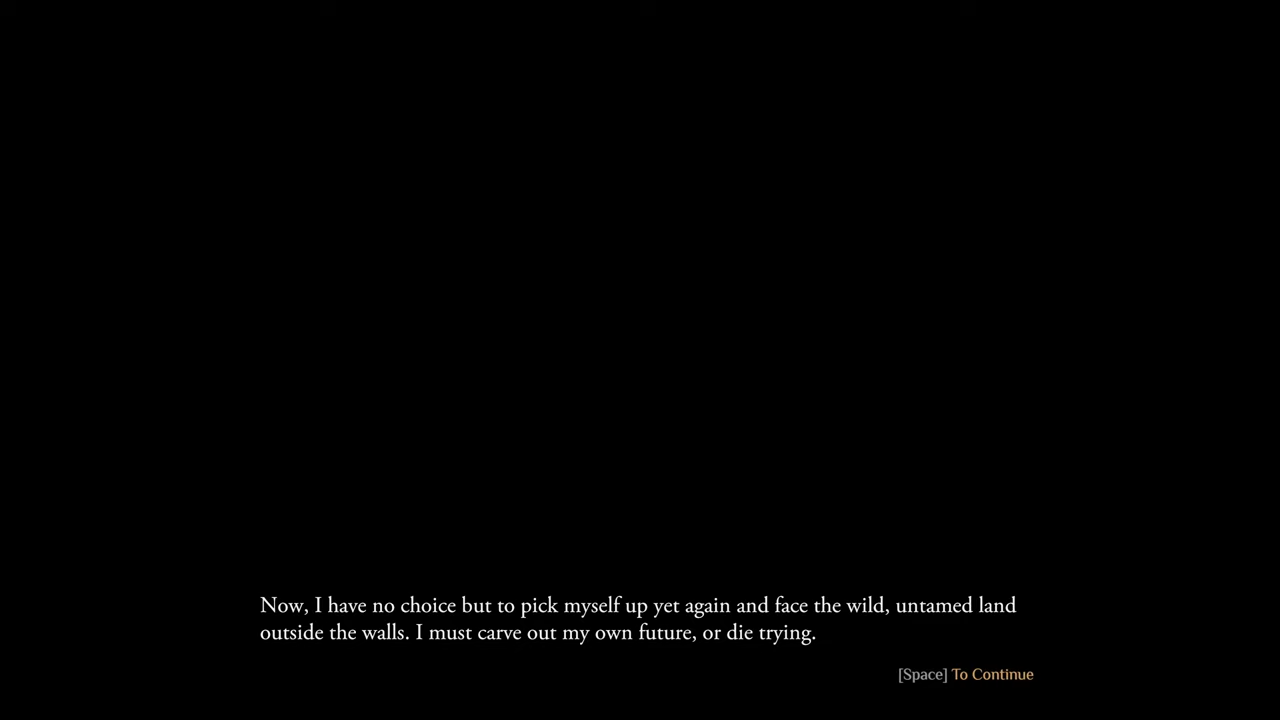 Now, I have no choice but to pick myself up yet again and face the wild, untamed land
outside the walls. I must carve out my own future, or die trying.
[Space] To Continue